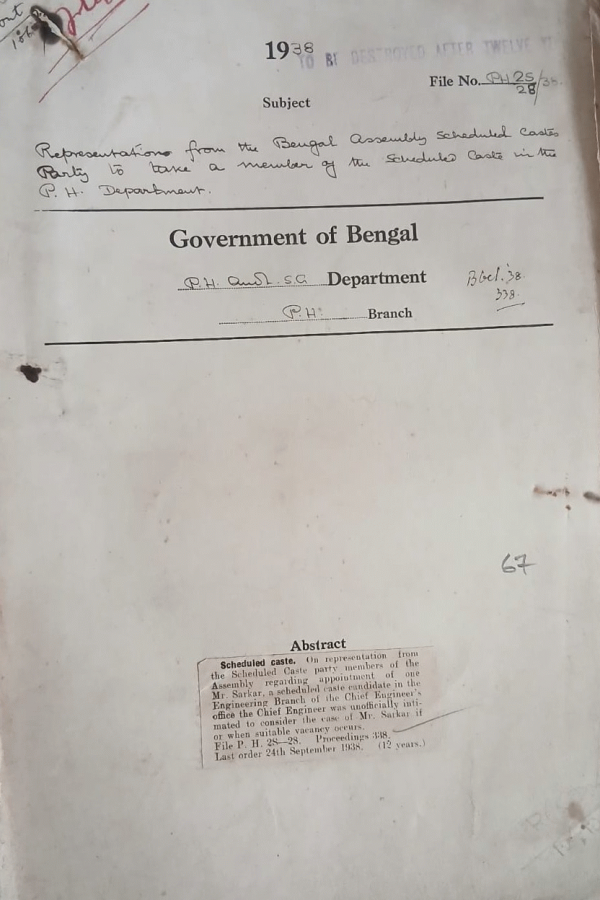 1938
TO BE DESTROYED AFTER TWELVE
File No. PH 2S
28/38.
Subject
Representations from the Bengal Assembly Scheduled Castes
Party to take a member of the Scheduled Caste in the
P. H. Department.
Government of Bengal
P.H. and L.S.G. Department
338.
P.H. Branch
67
Abstract
Scheduled caste. On representation from
the Scheduled Caste party members of the
Assembly regarding appointment of one
Mr. Sarkar, a scheduled caste candidate in the
Engineering Branch of the Chief Engineer's
office the Chief Engineer was unofficially inti-
mated to consider the case of Mr. Sarkar if
or when suitable vacancy occurs.
File P. H. 2S—28. Proceedings 338.
Last order 24th September 1938. (12 years.)